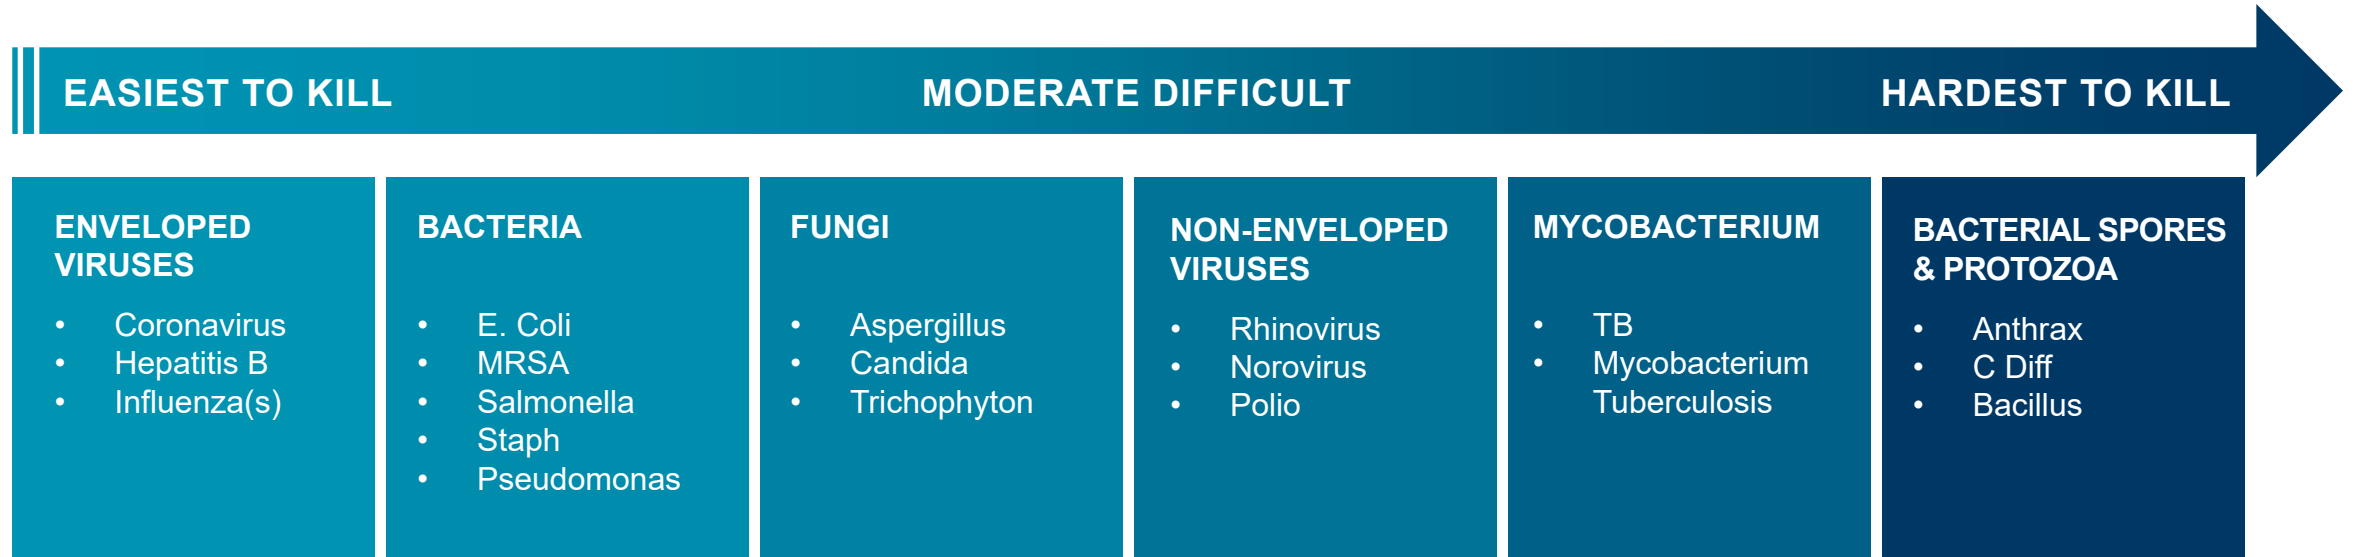 EASIEST TO KILL
MODERATE DIFFICULT
HARDEST TO KILL
ENVELOPED
VIRUSES
• Coronavirus
• Hepatitis B
• Influenza(s)
BACTERIA
• E. Coli
• MRSA
• Salmonella
• Staph
• Pseudomonas
FUNGI
• Aspergillus
• Candida
• Trichophyton
NON-ENVELOPED
VIRUSES
• Rhinovirus
• Norovirus
• Polio
MYCOBACTERIUM
• TB
• Mycobacterium
Tuberculosis
BACTERIAL SPORES
& PROTOZOA
• Anthrax
• C Diff
• Bacillus